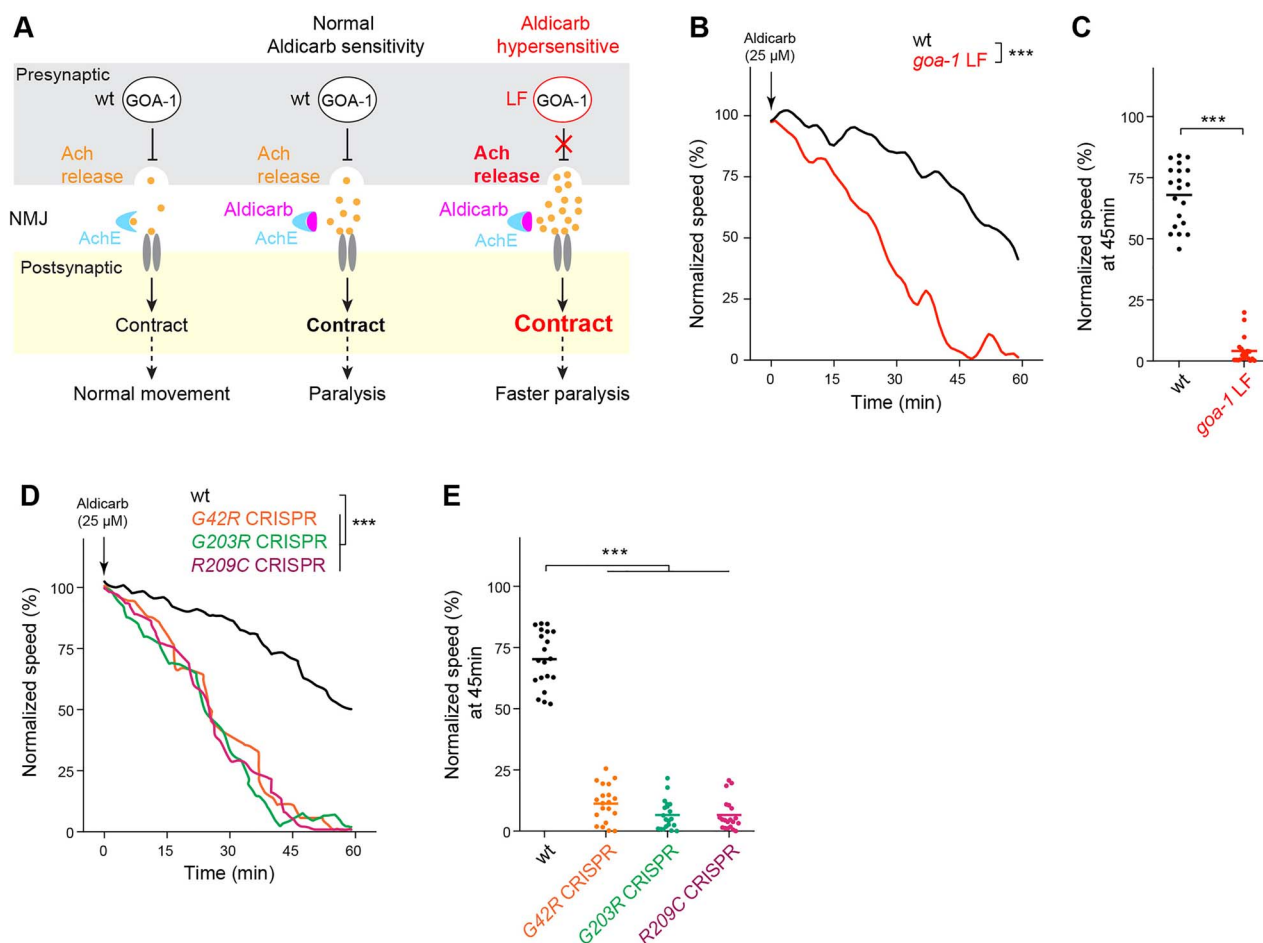 A
Normal
Aldicarb sensitivity
Aldicarb
hypersensitive
Presynaptic
wt GOA-1
wt GOA-1
LF GOA-1
Ach
release
Ach
release
Ach
release
NMJ
AchE
Aldicarb
AchE
Aldicarb
AchE
Postsynaptic
Contract
Contract
Contract
Normal movement
Paralysis
Faster paralysis
B
Aldicarb
(25 µM)
wt
goa-1 LF
***
Normalized speed (%)
100
75
50
25
0
0 15 30 45 60
Time (min)
C
Normalized speed (%)
at 45min
100
75
50
25
0
***
wt
goa-1 LF
D
Aldicarb
(25 µM)
wt
G42R CRISPR
G203R CRISPR
R209C CRISPR
***
Normalized speed (%)
100
75
50
25
0
0 15 30 45 60
Time (min)
E
Normalized speed (%)
at 45min
100
75
50
25
0
***
wt
G42R CRISPR
G203R CRISPR
R209C CRISPR